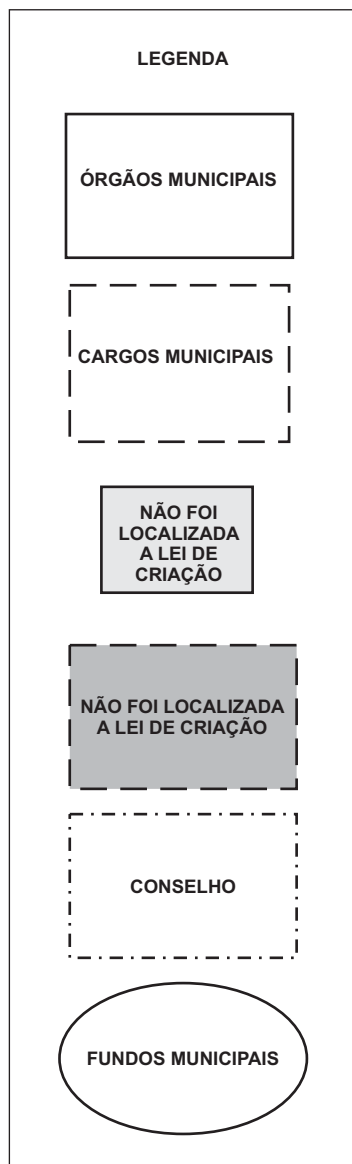 LEGENDA
ÓRGÃOS MUNICIPAIS
CARGOS MUNICIPAIS
NÃO FOI
LOCALIZADA
A LEI DE
CRIAÇÃO
NÃO FOI LOCALIZADA
A LEI DE CRIAÇÃO
CONSELHO
FUNDOS MUNICIPAIS